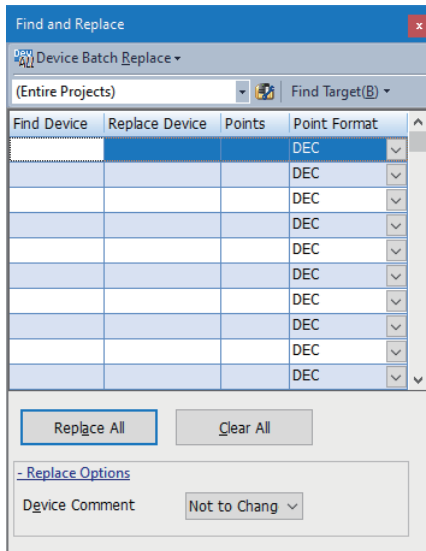 Find and Replace
x
Dev ALL Device Batch Replace
(Entire Projects) Find Target(B)
Find Device Replace Device Points Point Format
DEC
DEC
DEC
DEC
DEC
DEC
DEC
DEC
DEC
DEC
Replace All Clear All
- Replace Options
Device Comment Not to Chang